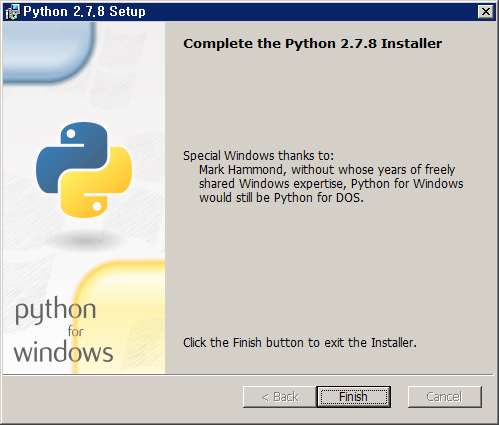 Python 2.7.8 Setup
Complete the Python 2.7.8 Installer
Special Windows thanks to:
Mark Hammond, without whose years of freely
shared Windows expertise, Python for Windows
would still be Python for DOS.
python
for
windows
Click the Finish button to exit the Installer.
< Back
Finish
Cancel